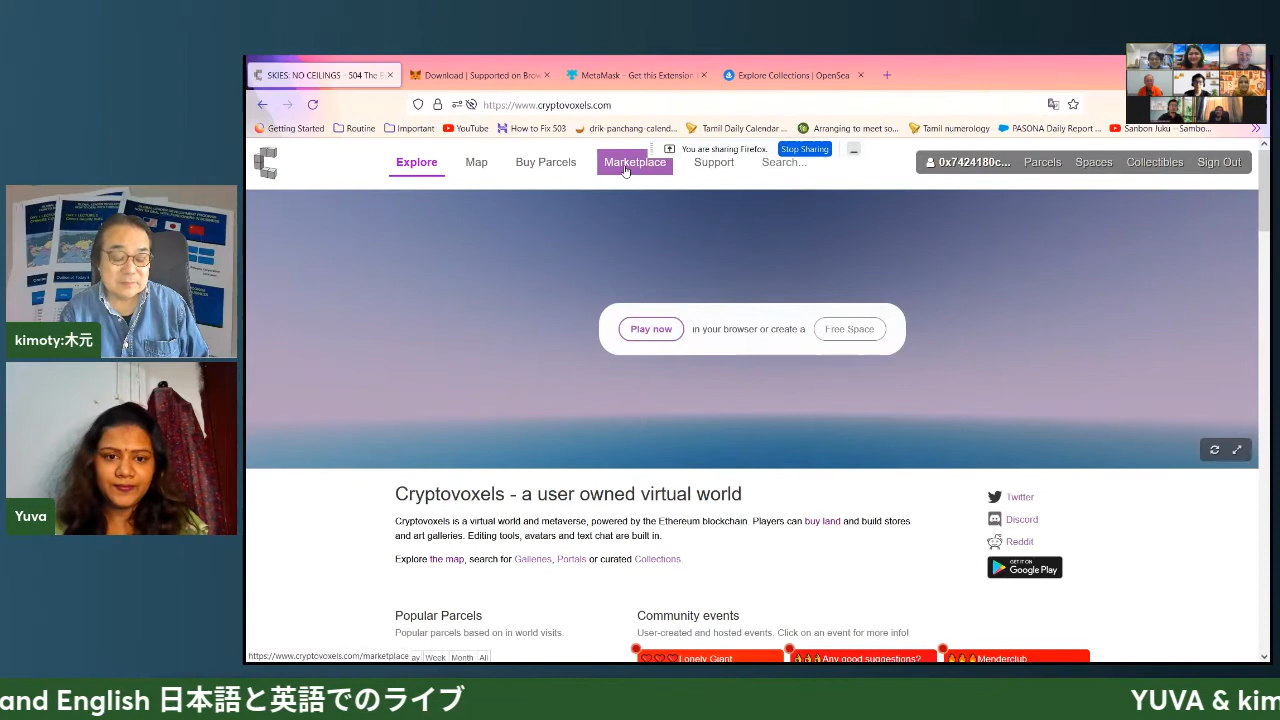 SKIES: NO CEILINGS - 504 The E
Download | Supported on Brow
MetaMask – Get this Extension
Explore Collections | OpenSea
https://www.cryptovoxels.com
Getting Started
Routine
Important
YouTube
How to Fix 503
drik-panchang-calend...
Tamil Daily Calendar ...
Arranging to meet so...
Tamil numerology
PASONA Daily Report ...
Sanbon Juku – Sambo...
You are sharing Firefox.
Stop Sharing
Explore
Map
Buy Parcels
Marketplace
Support
Search...
0x7424180c...
Parcels
Spaces
Collectibles
Sign Out
Play now in your browser or create a Free Space
kimoty:木元
Yuva
Cryptovoxels - a user owned virtual world
Cryptovoxels is a virtual world and metaverse, powered by the Ethereum blockchain. Players can buy land and build stores
and art galleries. Editing tools, avatars and text chat are built in.
Explore the map, search for Galleries, Portals or curated Collections.
Twitter
Discord
Reddit
GET IT ON
Google Play
Popular Parcels
Popular parcels based on in world visits.
ay Week Month All
Community events
User-created and hosted events. Click on an event for more info!
Lonely Giant
Any good suggestions?
Menderclub
https://www.cryptovoxels.com/marketplace
and English 日本語と英語でのライブ
YUVA & kim